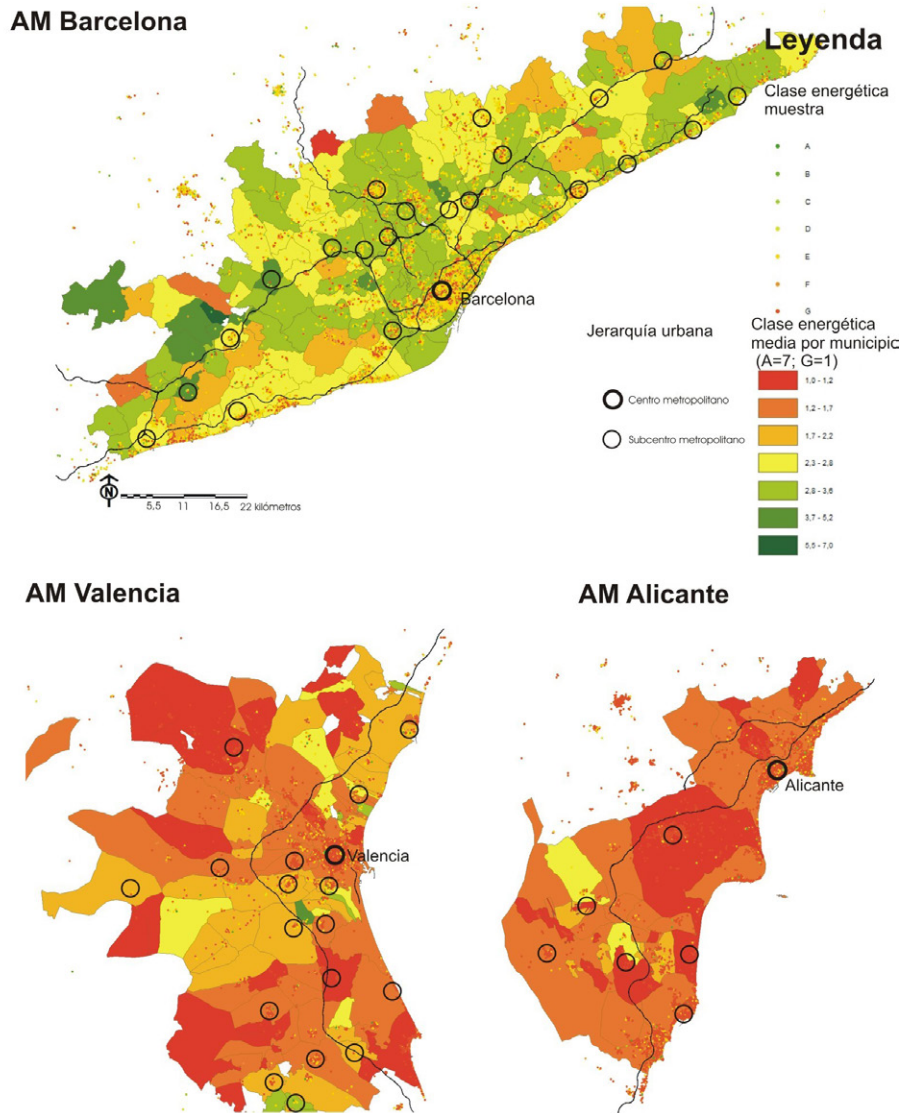 AM Barcelona
Leyenda
Clase energética
muestra
A
B
C
D
E
F
G
Barcelona
Jerarquía urbana
Centro metropolitano
Subcentro metropolitano
Clase energética
media por municipio
(A=7; G=1)
1,0 - 1,2
1,2 - 1,7
1,7 - 2,2
2,3 - 2,8
2,8 - 3,6
3,7 - 5,2
5,5 - 7,0
N
5,5 11 16,5 22 kilómetros
AM Valencia
AM Alicante
Valencia
Alicante